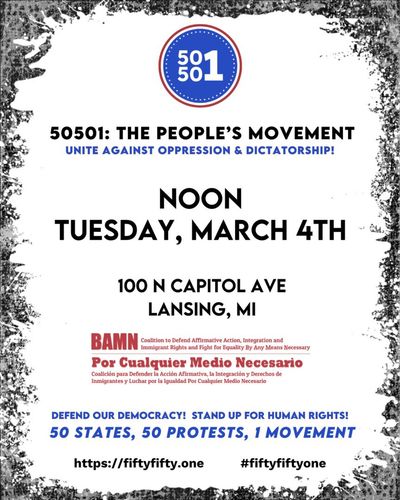 50
50
1
50501: THE PEOPLE'S MOVEMENT
UNITE AGAINST OPPRESSION & DICTATORSHIP!
NOON
TUESDAY, MARCH 4TH
100 N CAPITOL AVE
LANSING, MI
BAMN Coalition to Defend Affirmative Action, Integration and
Immigrant Rights and Fight for Equality By Any Means Necessary
Por Cualquier Medio Necesario
Coalición para Defender la Acción Afirmativa, la Integración y Derechos de
Inmigrantes y Luchar por la Igualdad Por Cualquier Medio Necesario
DEFEND OUR DEMOCRACY! STAND UP FOR HUMAN RIGHTS!
50 STATES, 50 PROTESTS, 1 MOVEMENT
https://fiftyfifty.one #fiftyfiftyone